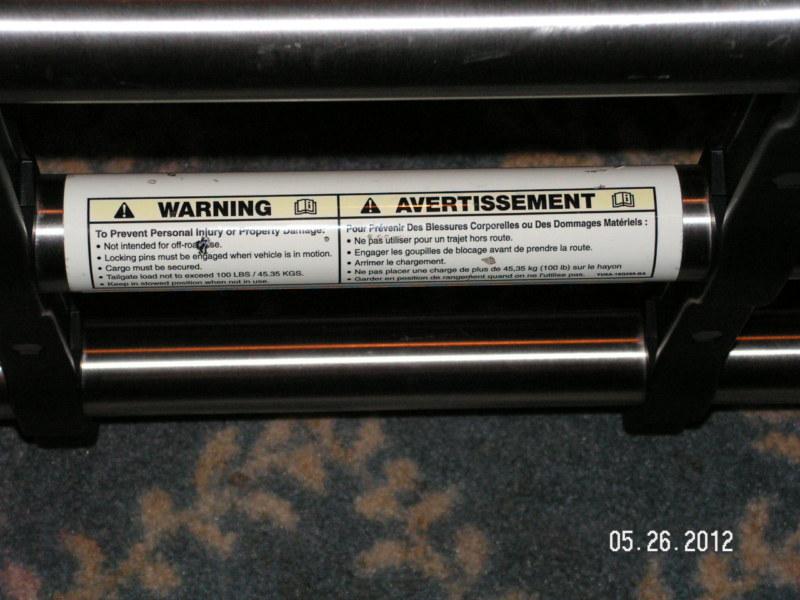 WARNING
To Prevent Personal Injury or Property Damage:
• Not intended for off-road use.
• Locking pins must be engaged when vehicle is in motion.
• Cargo must be secured.
• Tailgate load not to exceed 100 LBS / 45.35 KGS.
• Keep in stowed position when not in use.
AVERTISSEMENT
Pour Prévenir Des Blessures Corporelles ou Des Dommages Matériels :
• Ne pas utiliser pour un trajet hors route.
• Engager les goupilles de blocage avant de prendre la route.
• Arrimer le chargement.
• Ne pas placer une charge de plus de 45,35 kg (100 lb) sur le hayon
• Garder en position de rangement quand on ne l'utilise pas.
05.26.2012